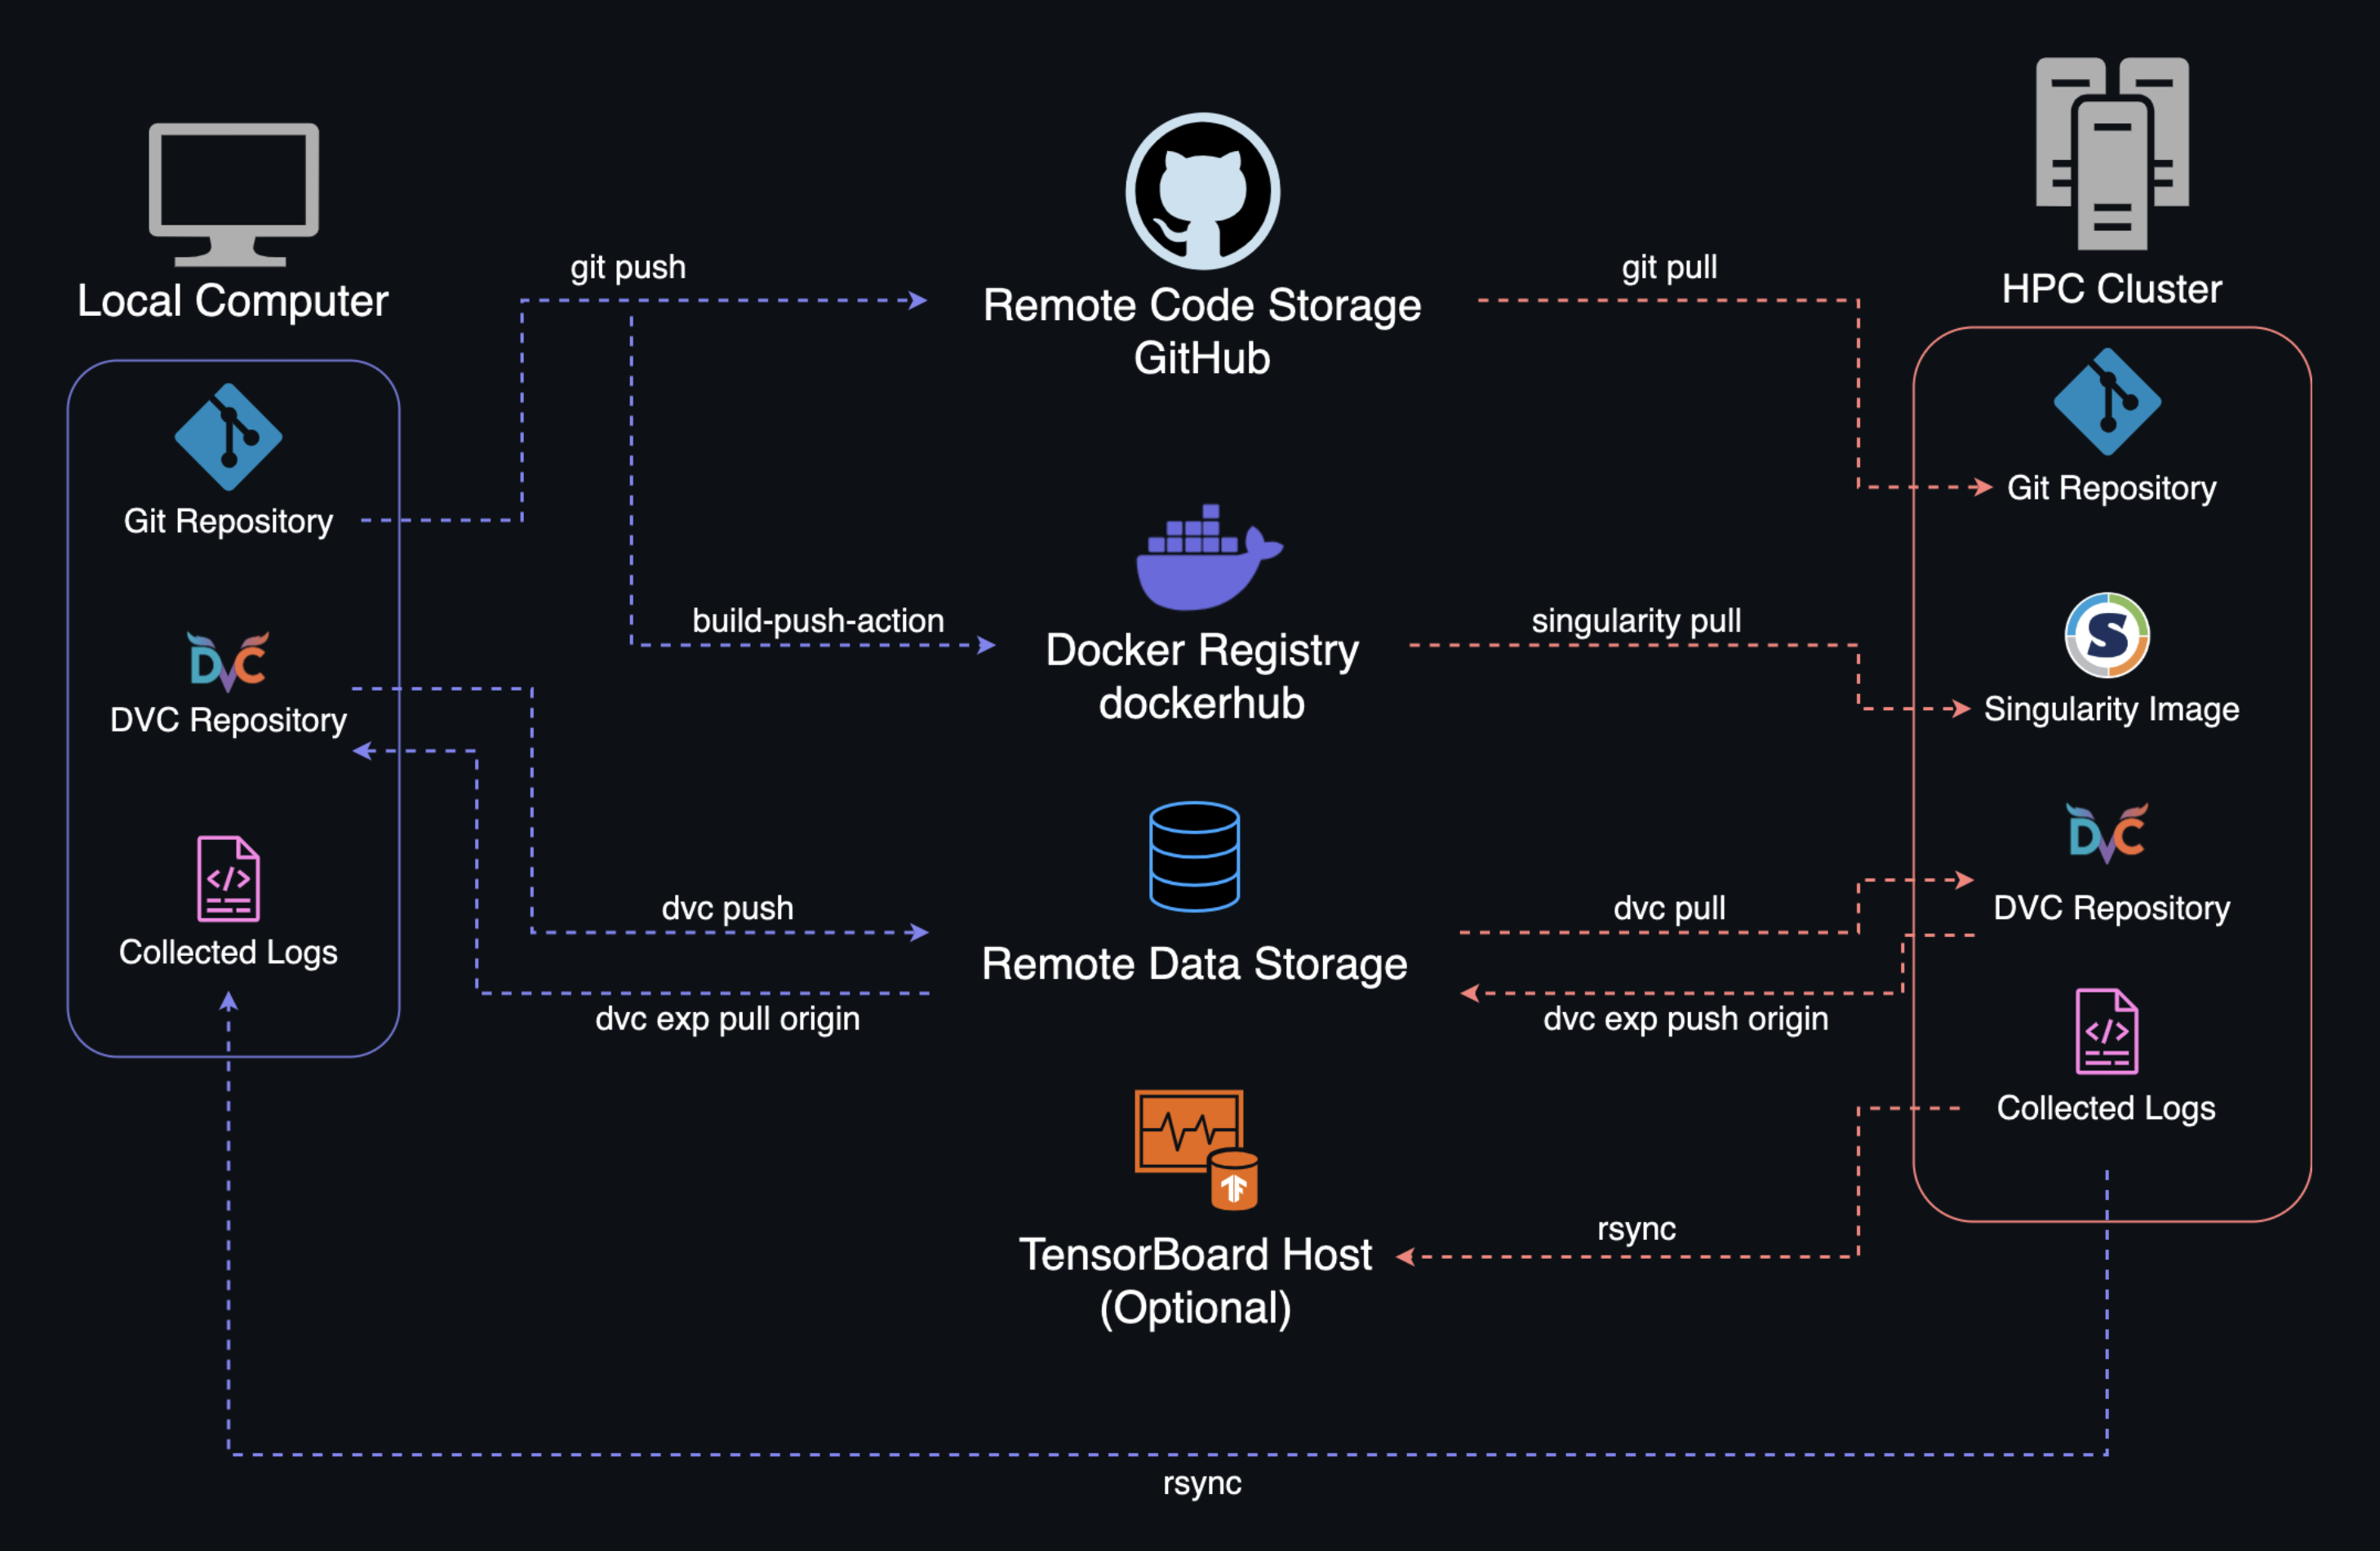 Local Computer
Git Repository
DVC
DVC Repository
Collected Logs
git push
build-push-action
dvc push
dvc exp pull origin
Remote Code Storage
GitHub
Docker Registry
dockerhub
Remote Data Storage
TensorBoard Host
(Optional)
git pull
singularity pull
dvc pull
dvc exp push origin
rsync
HPC Cluster
Git Repository
S
Singularity Image
DVC
DVC Repository
Collected Logs
rsync